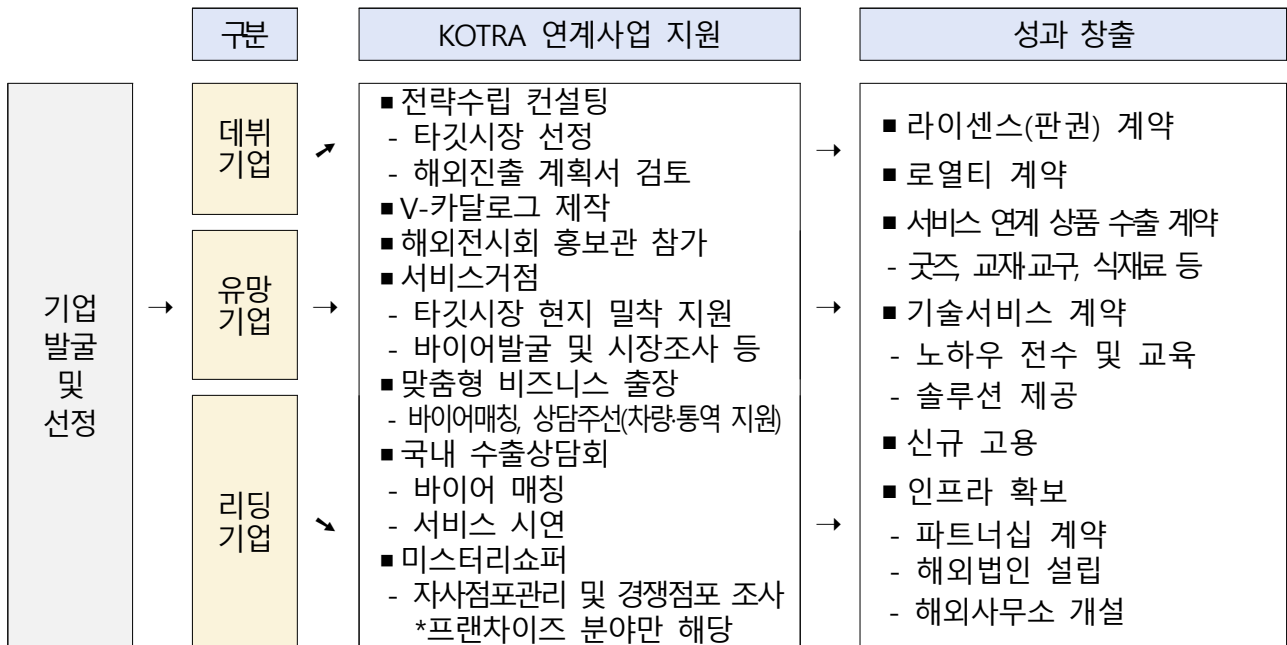 구분
KOTRA 연계사업 지원
성과 창출
기업
발굴
및
선정
→
데뷔
기업
➚
유망
기업
→
리딩
기업
➘
■ 전략수립 컨설팅
- 타깃시장 선정
- 해외진출 계획서 검토
■ V-카달로그 제작
■ 해외전시회 홍보관 참가
■ 서비스거점
- 타깃시장 현지 밀착 지원
- 바이어발굴 및 시장조사 등
■ 맞춤형 비즈니스 출장
- 바이어매칭, 상담주선(차량·통역 지원)
■ 국내 수출상담회
- 바이어 매칭
- 서비스 시연
■ 미스터리쇼퍼
- 자사점포관리 및 경쟁점포 조사
*프랜차이즈 분야만 해당
→
→
→
■ 라이센스(판권) 계약
■ 로열티 계약
■ 서비스 연계 상품 수출 계약
- 굿즈, 교재·교구, 식재료 등
■ 기술서비스 계약
- 노하우 전수 및 교육
- 솔루션 제공
■ 신규 고용
■ 인프라 확보
- 파트너십 계약
- 해외법인 설립
- 해외사무소 개설